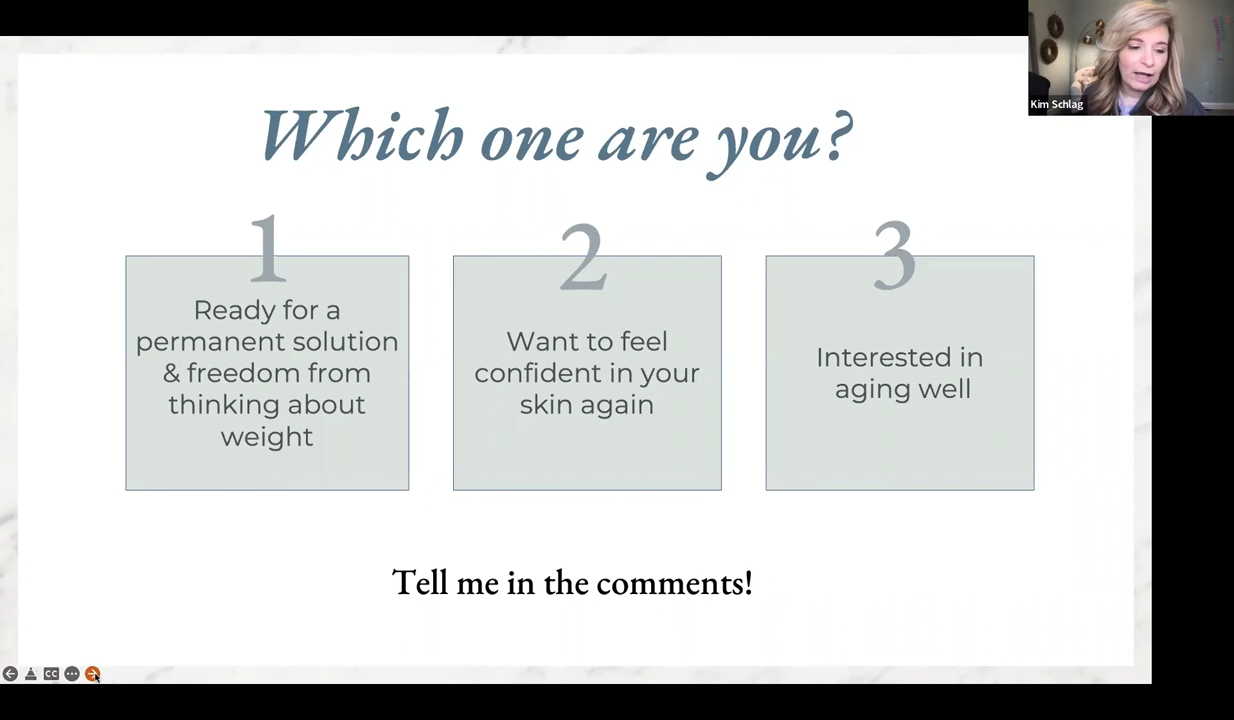 Kim Schlag
Which one are you?
1
Ready for a
permanent solution
& freedom from
thinking about
weight
2
Want to feel
confident in your
skin again
3
Interested in
aging well
Tell me in the comments!
CC